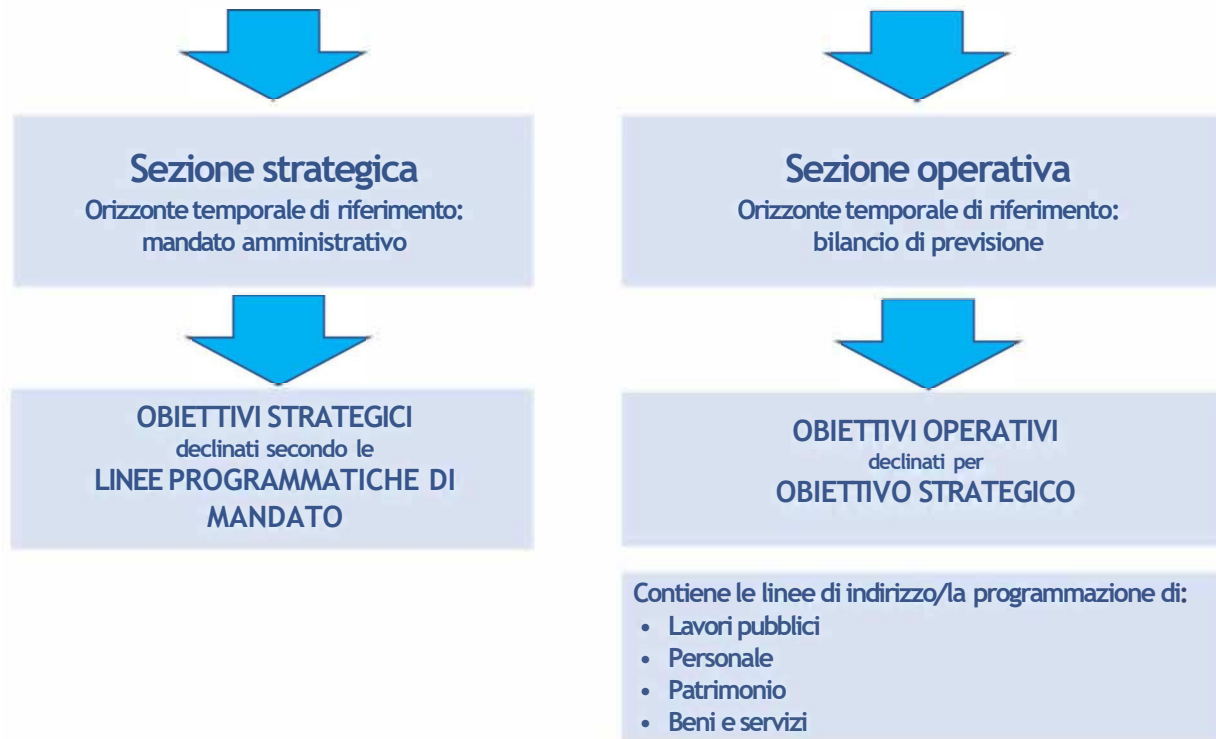 Sezione strategica
Orizzonte temporale di riferimento:
mandato amministrativo
OBIETTIVI STRATEGICI
declinati secondo le
LINEE PROGRAMMATICHE DI
MANDATO
Sezione operativa
Orizzonte temporale di riferimento:
bilancio di previsione
OBIETTIVI OPERATIVI
declinati per
OBIETTIVO STRATEGICO
Contiene le linee di indirizzo/la programmazione di:
• Lavori pubblici
• Personale
• Patrimonio
• Beni e servizi